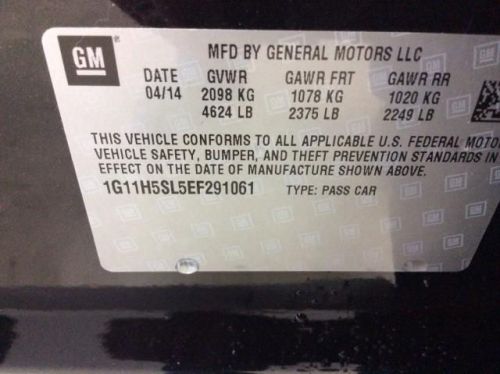 GM
MFD BY GENERAL MOTORS LLC
DATE GVWR GAWR FRT GAWR RR
04/14 2098 KG 1078 KG 1020 KG
4624 LB 2375 LB 2249 LB
THIS VEHICLE CONFORMS TO ALL APPLICABLE U.S. FEDERAL MOTOR
VEHICLE SAFETY, BUMPER, AND THEFT PREVENTION STANDARDS IN
EFFECT ON THE DATE OF MANUFACTURE SHOWN ABOVE.
1G11H5SL5EF291061 TYPE: PASS CAR